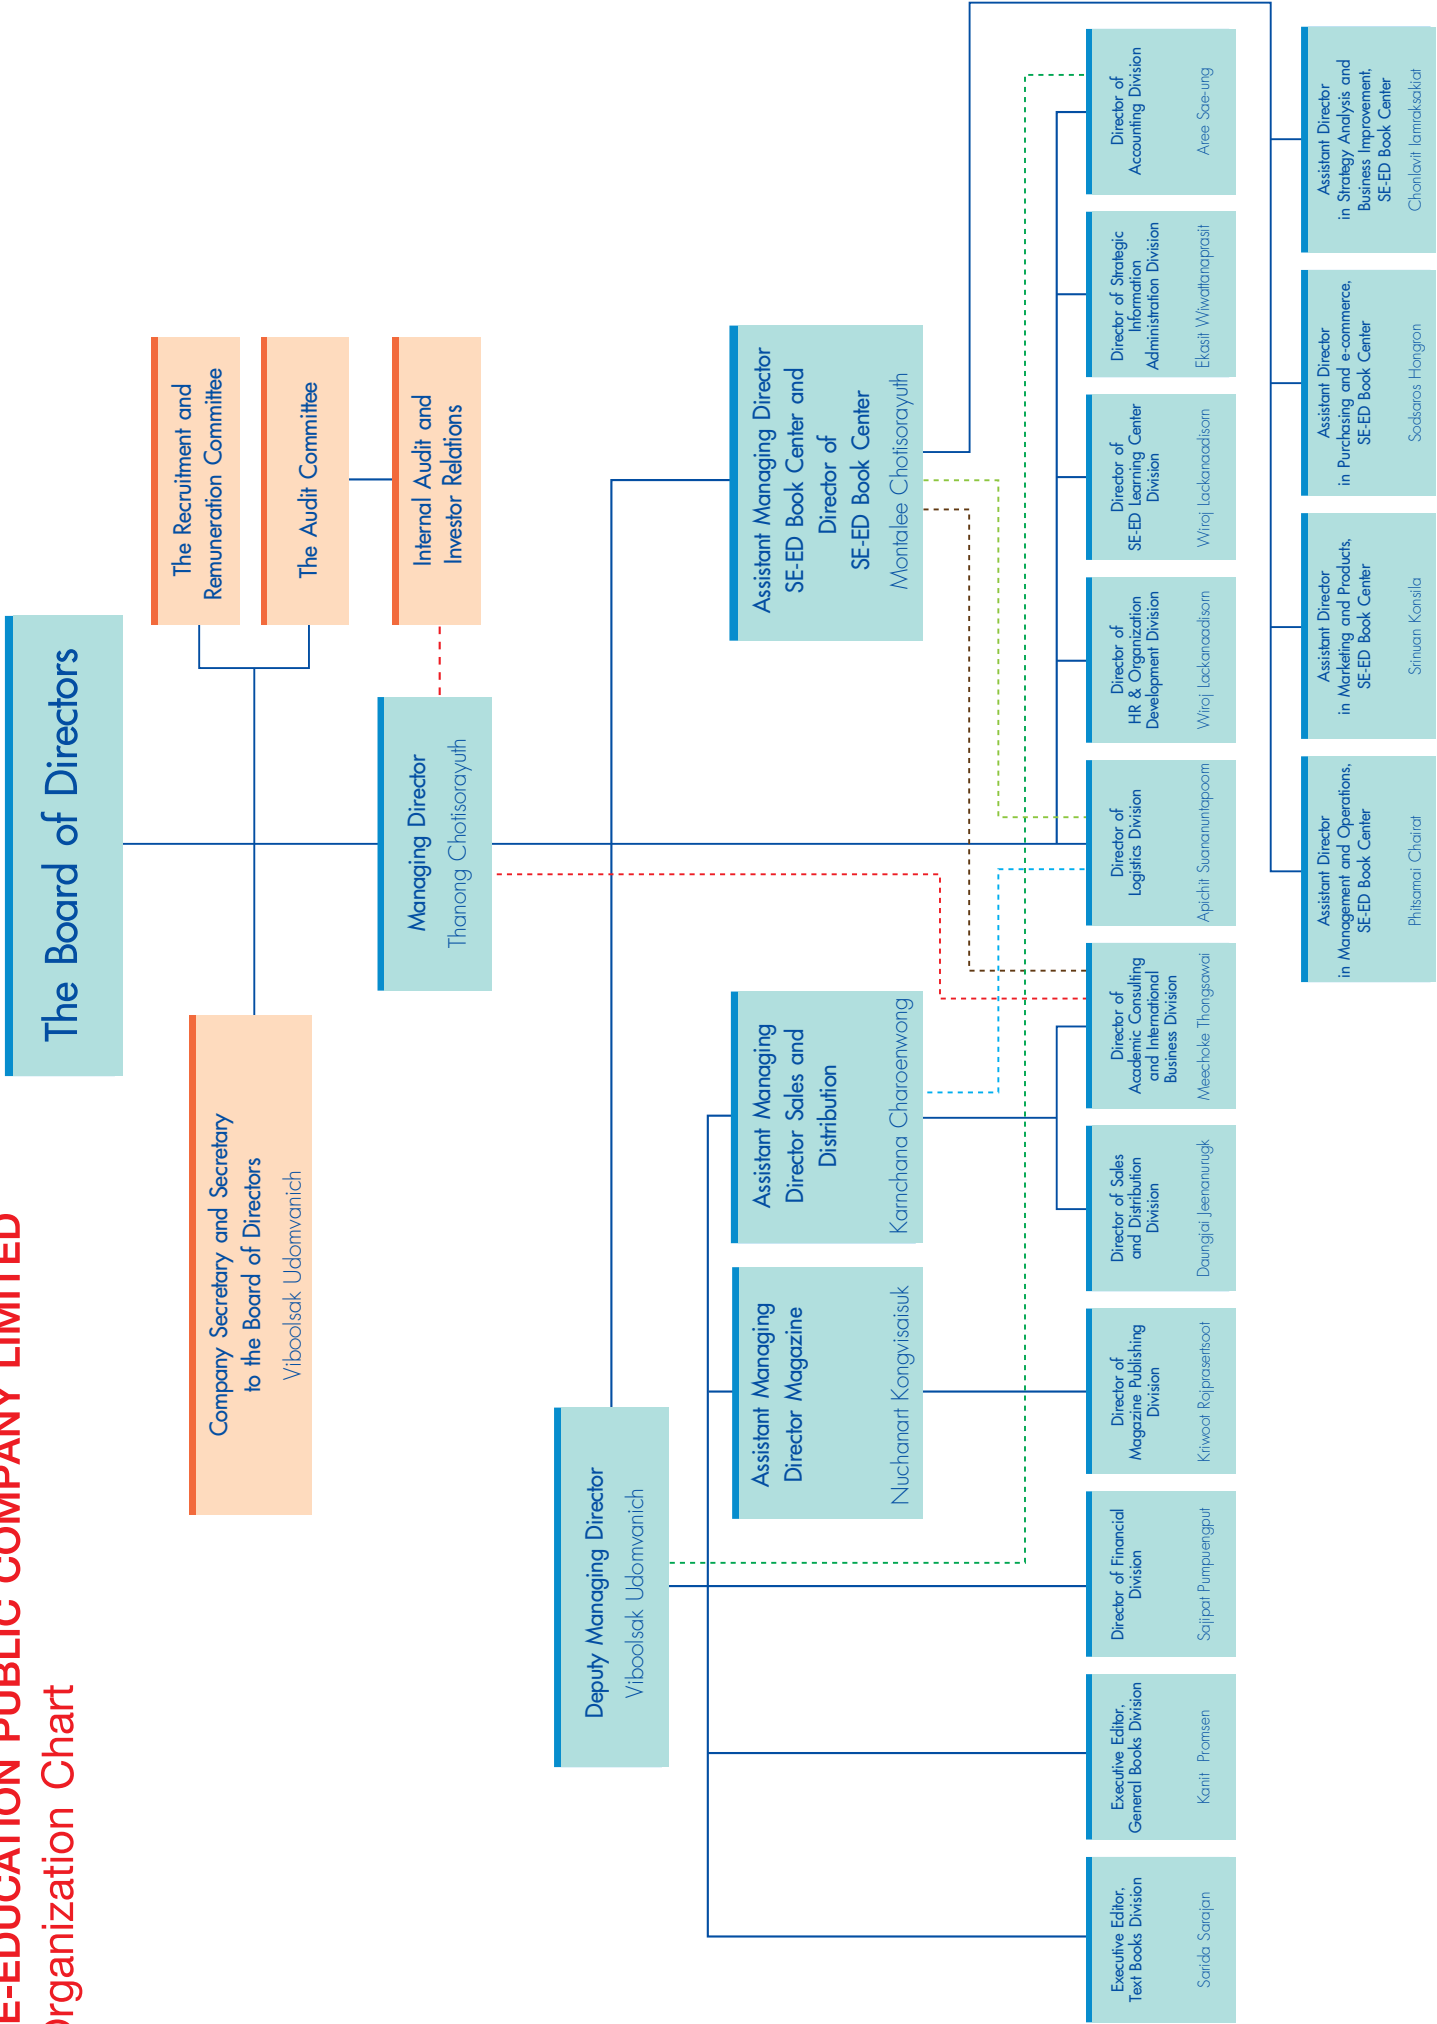 E-EDUCATION PUBLIC COMPANY LIMITED
Organization Chart
The Board of Directors
Company Secretary and Secretary
to the Board of Directors
Viboolsak Udomvanich
The Recruitment and
Remuneration Committee
The Audit Committee
Managing Director
Thanong Chotisorayuth
Internal Audit and
Investor Relations
Deputy Managing Director
Viboolsak Udomvanich
Assistant Managing
Director Magazine
Nuchanart Kongvisaisuk
Assistant Managing
Director Sales and
Distribution
Karnchana Charoenwong
Assistant Managing Director
SE-ED Book Center and
Director of
SE-ED Book Center
Montalee Chotisorayuth
Executive Editor,
Text Books Division
Sarida Sarajan
Executive Editor,
General Books Division
Kanit Promsen
Director of Financial
Division
Sajipat Pumpuengput
Director of
Magazine Publishing
Division
Kriwoot Rojprasertsoot
Director of Sales
and Distribution
Division
Daungjai Jeenanurugk
Director of
Academic Consulting
and International
Business Division
Meechoke Thongsawai
Director of
Logistics Division
Apichit Suananuntapoom
Director of
HR & Organization
Development Division
Wiroj Lackanaadisorn
Director of
SE-ED Learning Center
Division
Wiroj Lackanaadisorn
Director of Strategic
Information
Administration Division
Ekasit Wiwattanaprasit
Director of
Accounting Division
Aree Sae-ung
Assistant Director
in Management and Operations,
SE-ED Book Center
Phitsamai Chairat
Assistant Director
in Marketing and Products,
SE-ED Book Center
Srinuan Konsila
Assistant Director
in Purchasing and e-commerce,
SE-ED Book Center
Sodsaros Hongron
Assistant Director
in Strategy Analysis and
Business Improvement,
SE-ED Book Center
Chonlavit Iamraksakiat